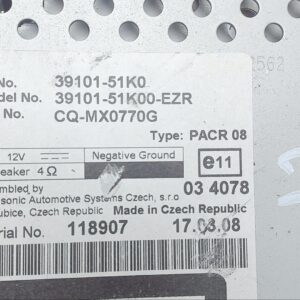 No. 39101-51K0
del No. 39101-51K00-EZR
No. CQ-MX0770G
Type: PACR 08
12V Negative Ground
eaker 4Ω
e11
03 4078
embled by
sonic Automotive Systems Czech, s.r.o
ubice, Czech Republic Made in Czech Republic
rial No. 118907 17.03.08